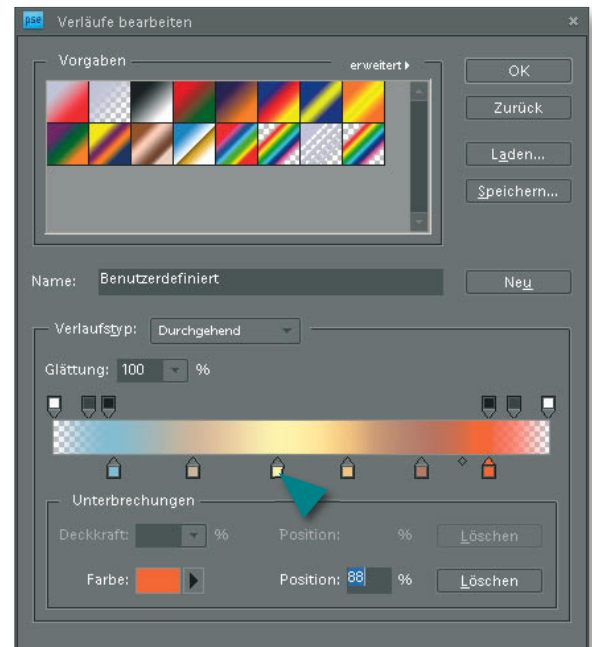 pse Verläufe bearbeiten ×
Vorgaben
erweitert
OK
Zurück
Laden...
Speichern...
Name: Benutzerdefiniert
Neu
Verlaufstyp: Durchgehend
Glättung: 100 %
Unterbrechungen
Deckkraft: % Position: % Löschen
Farbe: Position: 88 % Löschen